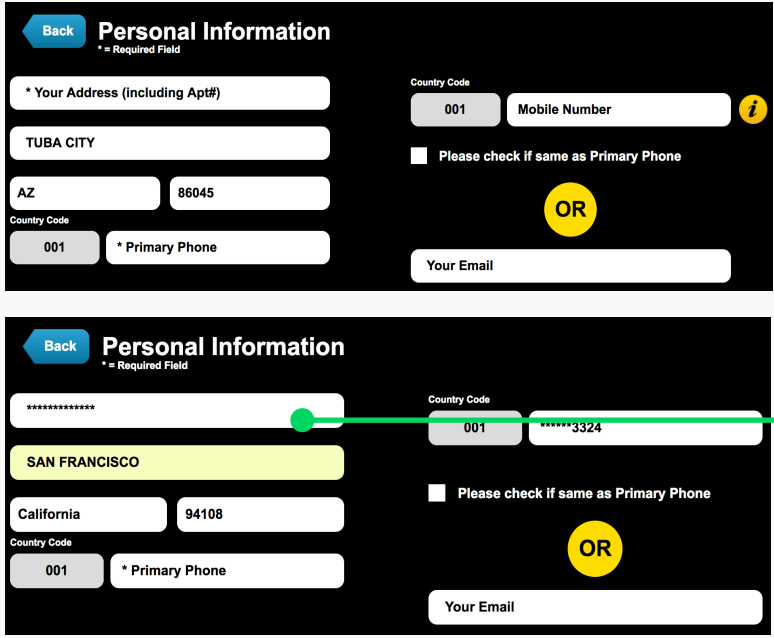 Back
Personal Information
* = Required Field
* Your Address (including Apt#)
TUBA CITY
AZ
86045
Country Code
001
* Primary Phone
Country Code
001
Mobile Number
i
Please check if same as Primary Phone
OR
Your Email
Back
Personal Information
* = Required Field
*************
SAN FRANCISCO
California
94108
Country Code
001
* Primary Phone
Country Code
001
******3324
Please check if same as Primary Phone
OR
Your Email